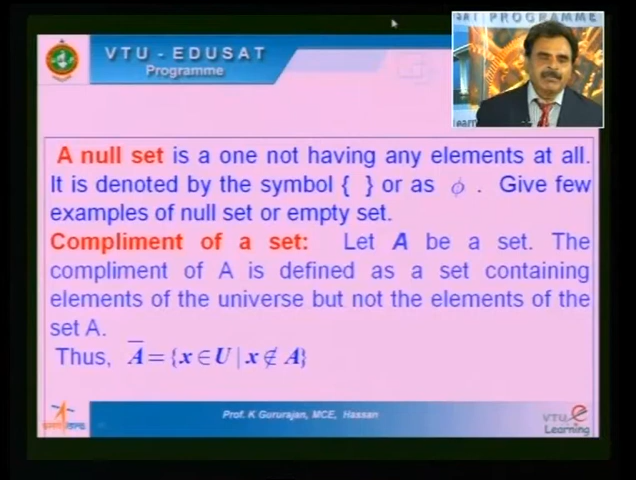 VTU - EDUSAT
Programme
PROGRAMME
A null set is a one not having any elements at all.
It is denoted by the symbol { } or as ϕ . Give few
examples of null set or empty set.
Compliment of a set: Let A be a set. The
compliment of A is defined as a set containing
elements of the universe but not the elements of the
set A.
Thus, A̅ = {x ∈ U | x ∉ A}
Prof. K Gururajan, MCE, Hassan
VTU e
Learning